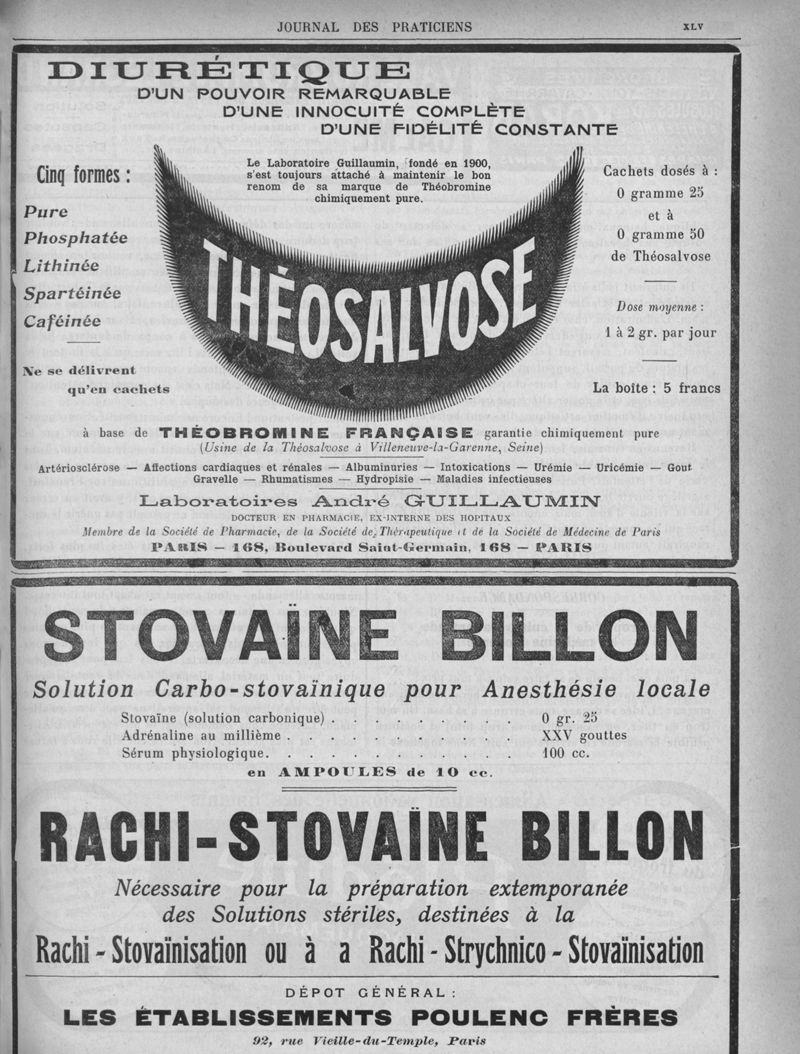 JOURNAL DES PRATICIENS XLV
DIURÉTIQUE
D'UN POUVOIR REMARQUABLE
D'UNE INNOCUITÉ COMPLÈTE
D'UNE FIDÉLITÉ CONSTANTE
Cinq formes :
Pure
Phosphatée
Lithinée
Spartéinée
Caféinée
Ne se délivrent
qu'en cachets
Le Laboratoire Guillaumin, fondé en 1900,
s'est toujours attaché à maintenir le bon
renom de sa marque de Théobromine
chimiquement pure.
THÉOSALVOSE
Cachets dosés à :
0 gramme 25
et à
0 gramme 50
de Théosalvose
Dose moyenne :
1 à 2 gr. par jour
La boîte : 5 francs
à base de THÉOBROMINE FRANÇAISE garantie chimiquement pure
(Usine de la Théosalvose à Villeneuve-la-Garenne, Seine)
Artériosclérose — Affections cardiaques et rénales — Albuminuries — Intoxications — Urémie — Uricémie — Gout
Gravelle — Rhumatismes — Hydropisie — Maladies infectieuses
Laboratoires André GUILLAUMIN
DOCTEUR EN PHARMACIE, EX-INTERNE DES HOPITAUX
Membre de la Société de Pharmacie, de la Société de Thérapeutique et de la Société de Médecine de Paris
PARIS — 168, Boulevard Saint-Germain, 168 — PARIS
STOVAÏNE BILLON
Solution Carbo-stovaïnique pour Anesthésie locale
Stovaïne (solution carbonique) . . . . . . . . . 0 gr. 25
Adrénaline au millième . . . . . . . . . . . XXV gouttes
Sérum physiologique. . . . . . . . . . . . 100 cc.
en AMPOULES de 10 cc.
RACHI-STOVAÏNE BILLON
Nécessaire pour la préparation extemporanée
des Solutions stériles, destinées à la
Rachi-Stovaïnisation ou à a Rachi-Strychnico-Stovaïnisation
DÉPOT GÉNÉRAL :
LES ÉTABLISSEMENTS POULENC FRÈRES
92, rue Vieille-du-Temple, Paris